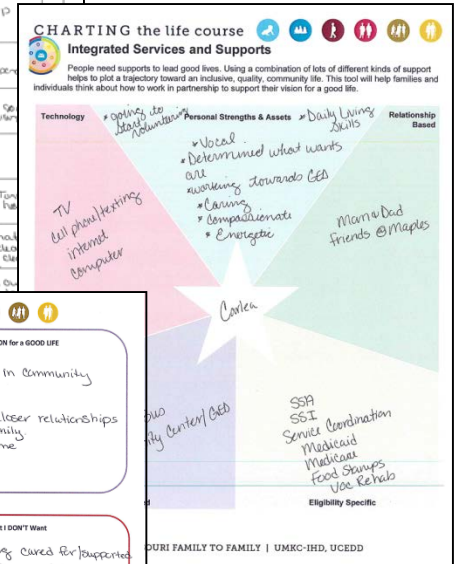 CHARTING the life course
Integrated Services and Supports
People need supports to lead good lives. Using a combination of lots of different kinds of support
helps to plot a trajectory toward an inclusive, quality, community life. This tool will help families and
individuals think about how to work in partnership to support their vision for a good life.
Technology
* going to
start
volunteering
Personal Strengths & Assets
* Daily Living
Skills
Relationship
Based
* Vocal
* Determined what wants
are
* working towards GED
* Caring
* Compassionate
* Energetic
TV
cell phone/texting
internet
computer
Mom & Dad
friends @ Maples
bus
Center/GED
SSA
SSI
Service Coordination
Medicaid
Medicare
Food Stamps
Voc Rehab
Eligibility Specific
OURI FAMILY TO FAMILY | UMKC-IHD, UCEDD
ON for a GOOD LIFE
in community
closer relationships
mily
me
t I DON'T Want
cared for/supported